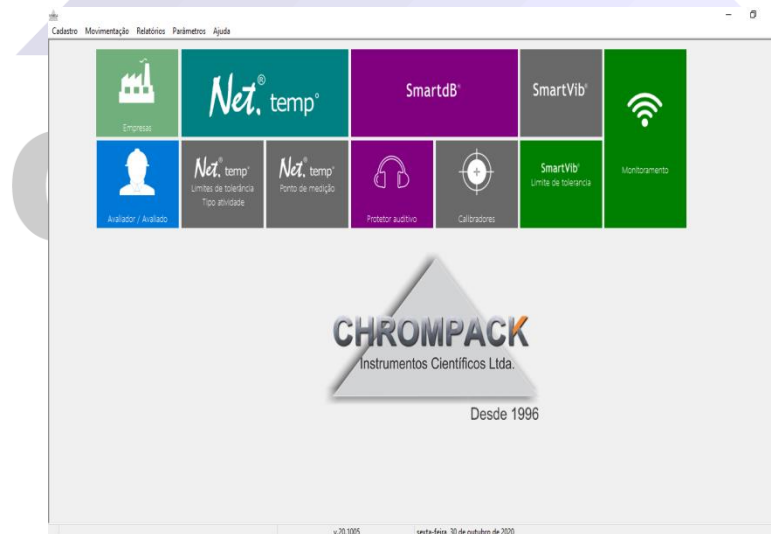 Cadastro Movimentação Relatórios Parâmetros Ajuda
Empresas
Net.® temp°
SmartdB®
SmartVib®
Monitoramento
Avaliador / Avaliado
Net.® temp°
Limites de tolerância
Tipo atividade
Net.® temp°
Ponto de medição
Protetor auditivo
Calibradores
SmartVib®
Limite de tolerancia
CHROMPACK
Instrumentos Científicos Ltda.
Desde 1996
v.20.1005 sexta-feira, 30 de outubro de 2020